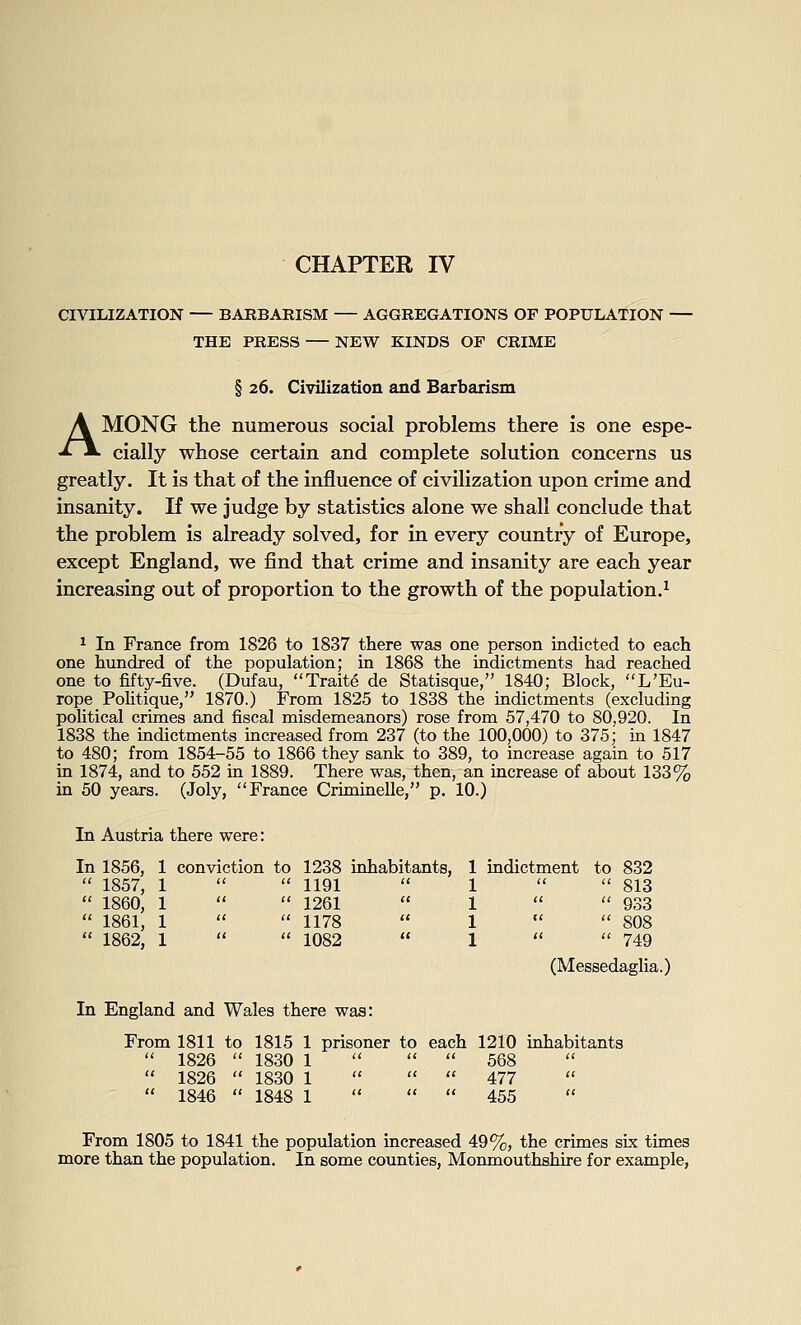 CHAPTER IV
CIVILIZATION — BARBARISM — AGGREGATIONS OF POPULATION —
THE PRESS — NEW KINDS OF CRIME
§ 26. Civilization and Barbarism
AMONG the numerous social problems there is one espe-
cially whose certain and complete solution concerns us
greatly. It is that of the influence of civilization upon crime and
insanity. If we judge by statistics alone we shall conclude that
the problem is already solved, for in every country of Europe,
except England, we find that crime and insanity are each year
increasing out of proportion to the growth of the population.¹
¹ In France from 1826 to 1837 there was one person indicted to each
one hundred of the population; in 1868 the indictments had reached
one to fifty-five. (Dufau, "Traité de Statisque," 1840; Block, "L'Eu-
rope Politique," 1870.) From 1825 to 1838 the indictments (excluding
political crimes and fiscal misdemeanors) rose from 57,470 to 80,920. In
1838 the indictments increased from 237 (to the 100,000) to 375; in 1847
to 480; from 1854-55 to 1866 they sank to 389, to increase again to 517
in 1874, and to 552 in 1889. There was, then, an increase of about 133%
in 50 years. (Joly, "France Criminelle," p. 10.)
In Austria there were:
In 1856, 1 conviction to 1238 inhabitants, 1 indictment to 832
" 1857, 1 " " 1191 " 1 " " 813
" 1860, 1 " " 1261 " 1 " " 933
" 1861, 1 " " 1178 " 1 " " 808
" 1862, 1 " " 1082 " 1 " " 749
(Messedaglia.)
In England and Wales there was:
From 1811 to 1815 1 prisoner to each 1210 inhabitants
" 1826 " 1830 1 " " " 568 "
" 1826 " 1830 1 " " " 477 "
" 1846 " 1848 1 " " " 455 "
From 1805 to 1841 the population increased 49%, the crimes six times
more than the population. In some counties, Monmouthshire for example,